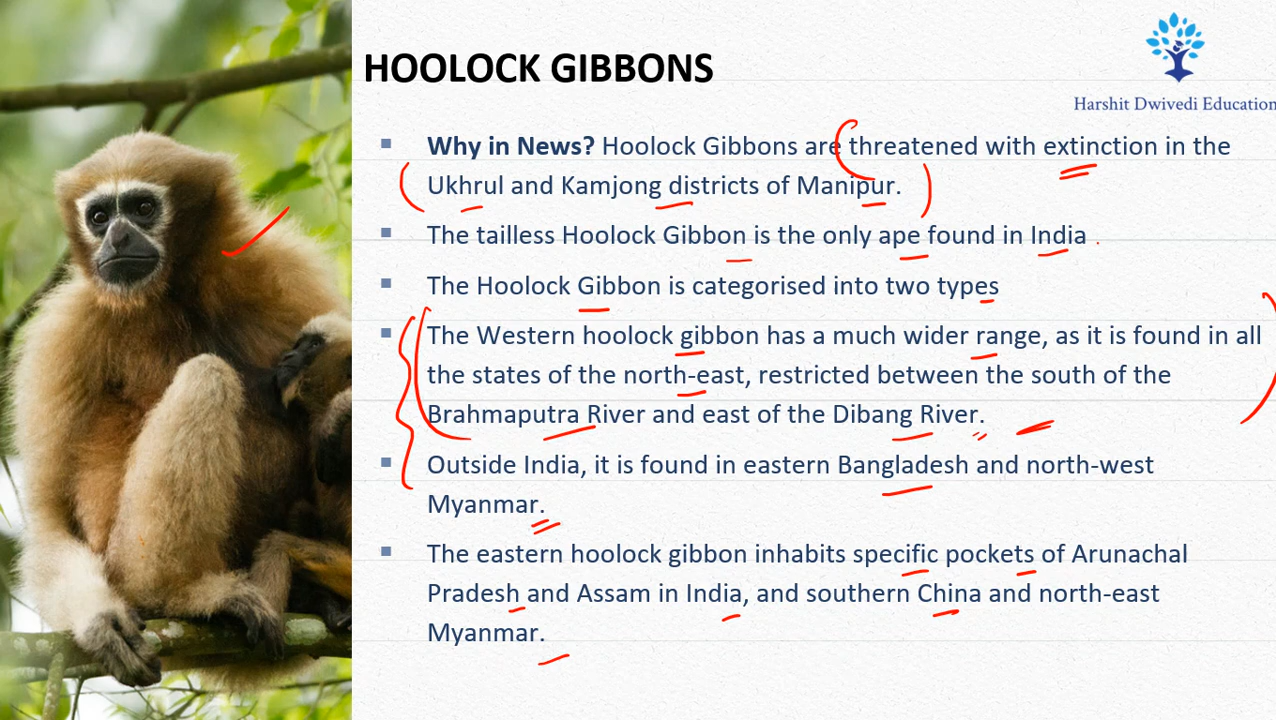 HOOLOCK GIBBONS
Harshit Dwivedi Education
▪ Why in News? Hoolock Gibbons are threatened with extinction in the
Ukhrul and Kamjong districts of Manipur.
▪ The tailless Hoolock Gibbon is the only ape found in India
▪ The Hoolock Gibbon is categorised into two types
▪ The Western hoolock gibbon has a much wider range, as it is found in all
the states of the north-east, restricted between the south of the
Brahmaputra River and east of the Dibang River.
▪ Outside India, it is found in eastern Bangladesh and north-west
Myanmar.
▪ The eastern hoolock gibbon inhabits specific pockets of Arunachal
Pradesh and Assam in India, and southern China and north-east
Myanmar.